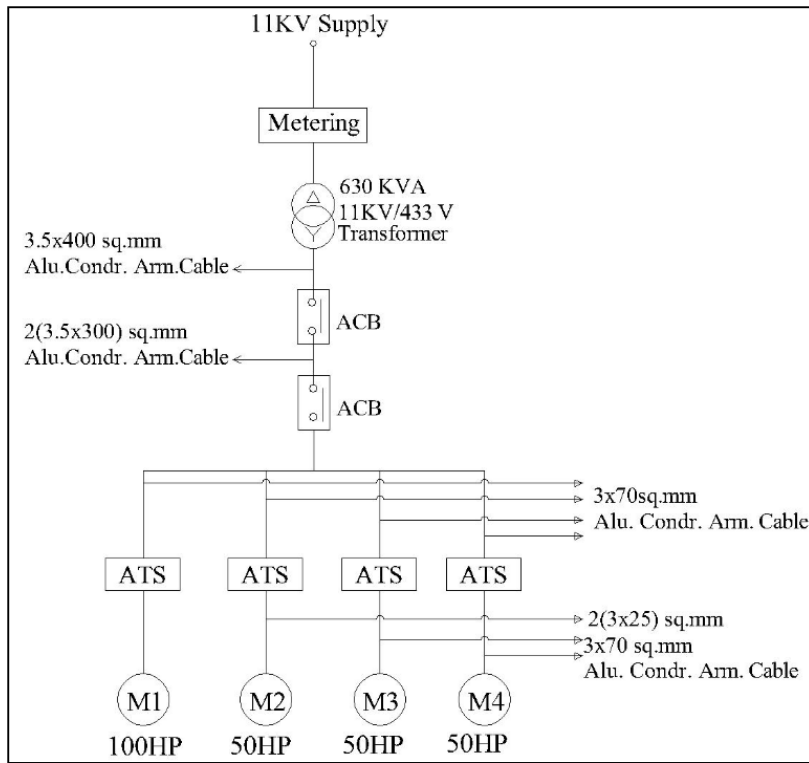 11KV Supply
Metering
630 KVA
11KV/433 V
Transformer
3.5x400 sq.mm
Alu.Condr. Arm.Cable
ACB
2(3.5x300) sq.mm
Alu.Condr. Arm.Cable
ACB
3x70sq.mm
Alu. Condr. Arm. Cable
ATS ATS ATS ATS
2(3x25) sq.mm
3x70 sq.mm
Alu. Condr. Arm. Cable
M1 M2 M3 M4
100HP 50HP 50HP 50HP